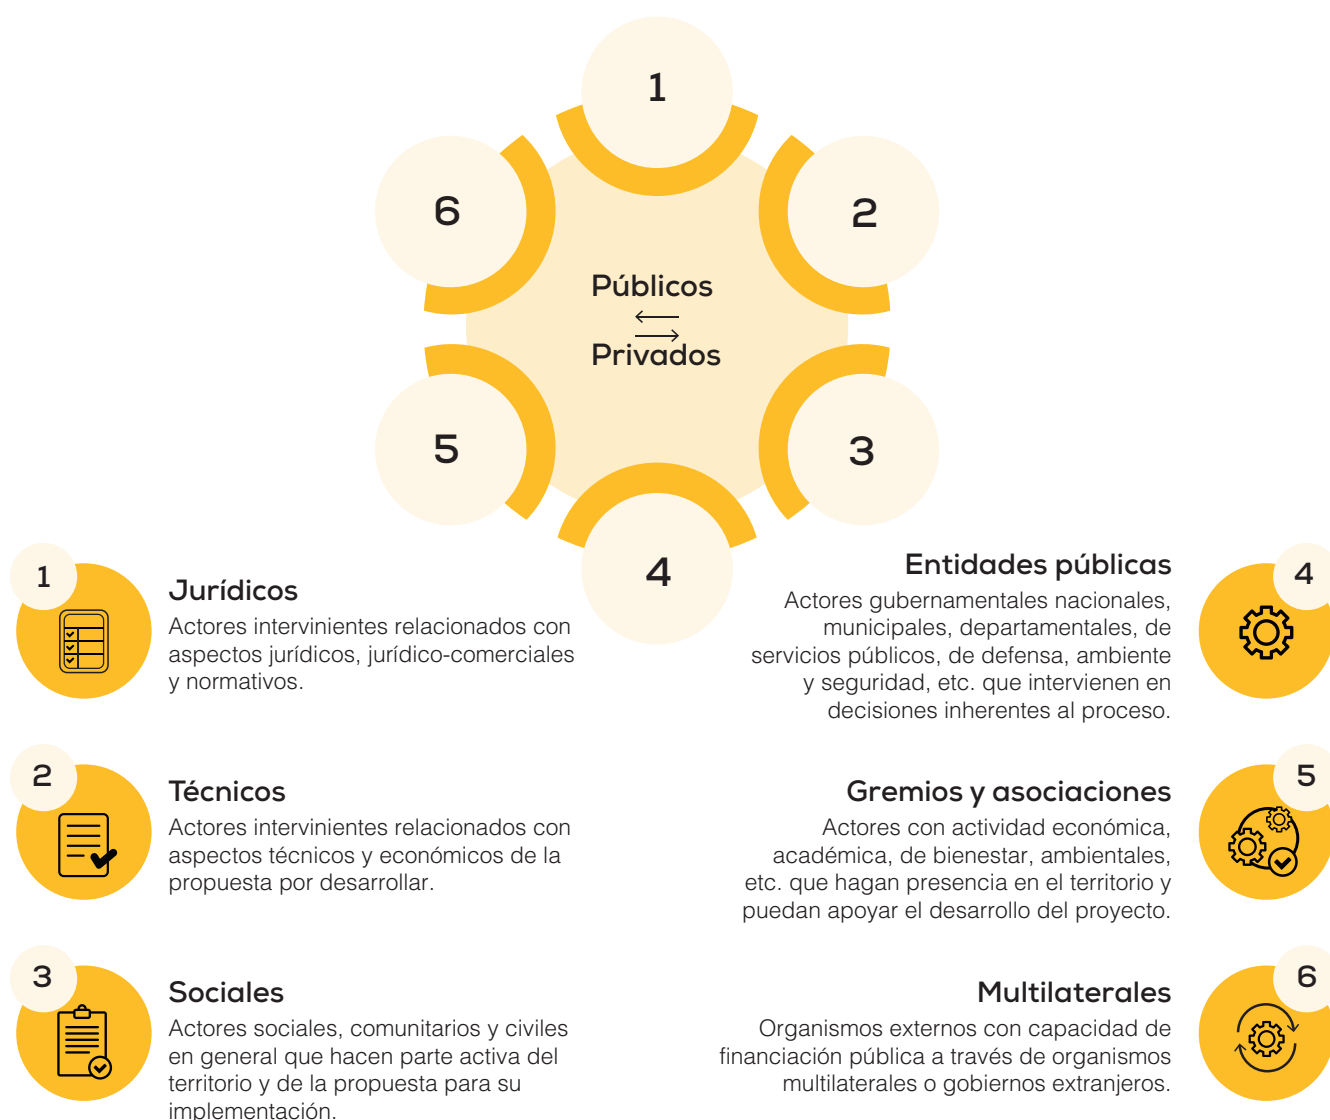 1
6
2
Públicos
Privados
5
3
4
1
Jurídicos
Actores intervinientes relacionados con
aspectos jurídicos, jurídico-comerciales
y normativos.
2
Técnicos
Actores intervinientes relacionados con
aspectos técnicos y económicos de la
propuesta por desarrollar.
3
Sociales
Actores sociales, comunitarios y civiles
en general que hacen parte activa del
territorio y de la propuesta para su
implementación.
4
Entidades públicas
Actores gubernamentales nacionales,
municipales, departamentales, de
servicios públicos, de defensa, ambiente
y seguridad, etc. que intervienen en
decisiones inherentes al proceso.
5
Gremios y asociaciones
Actores con actividad económica,
académica, de bienestar, ambientales,
etc. que hagan presencia en el territorio y
puedan apoyar el desarrollo del proyecto.
6
Multilaterales
Organismos externos con capacidad de
financiación pública a través de organismos
multilaterales o gobiernos extranjeros.